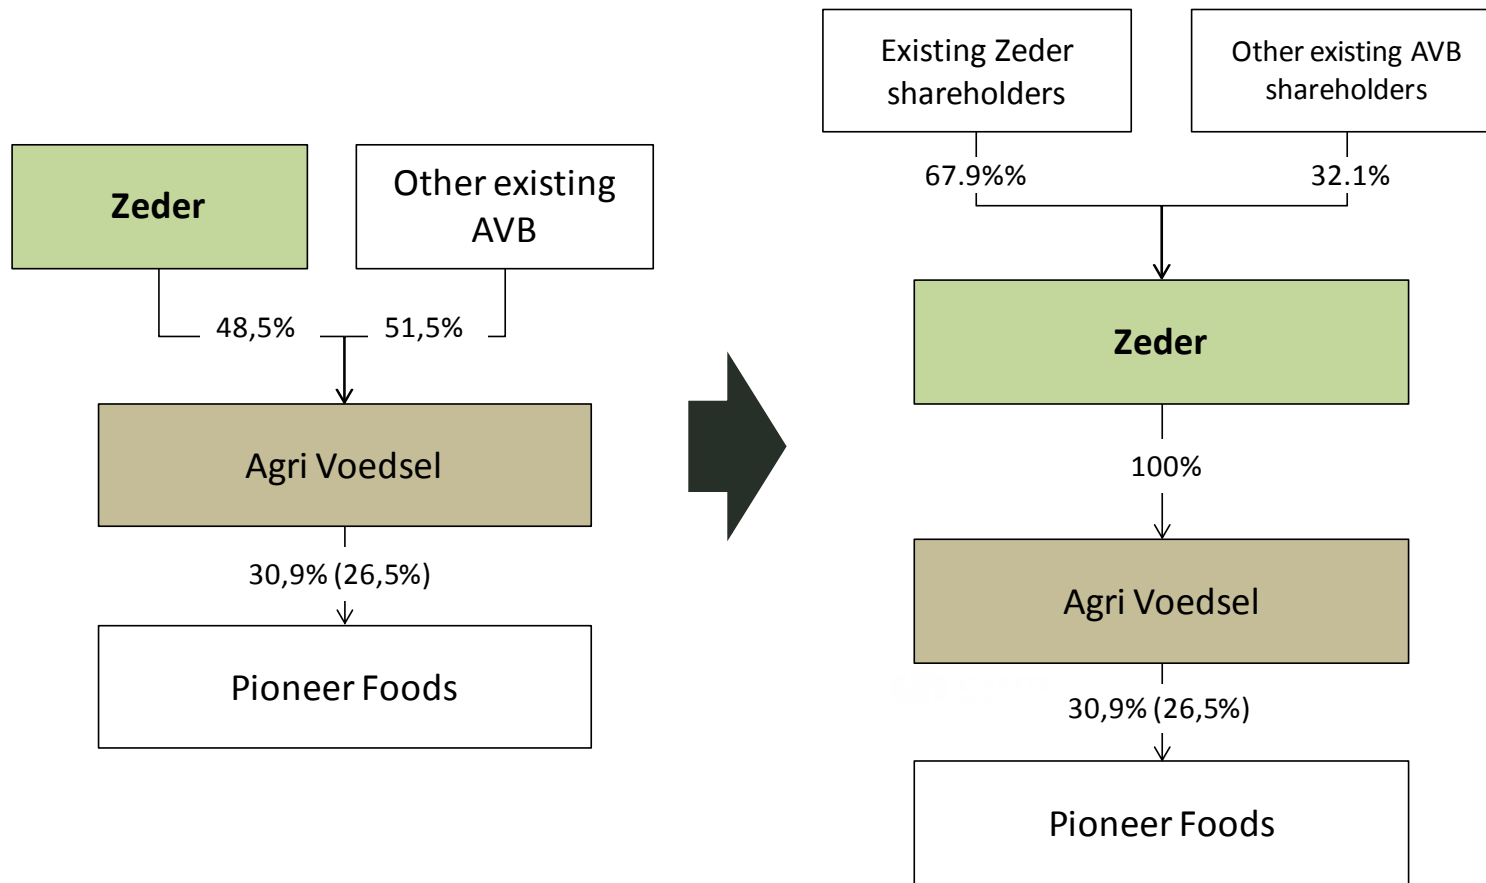 Zeder
Other existing
AVB
48,5%
51,5%
Agri Voedsel
30,9% (26,5%)
Pioneer Foods
Existing Zeder
shareholders
Other existing AVB
shareholders
67.9%%
32.1%
Zeder
100%
Agri Voedsel
30,9% (26,5%)
Pioneer Foods